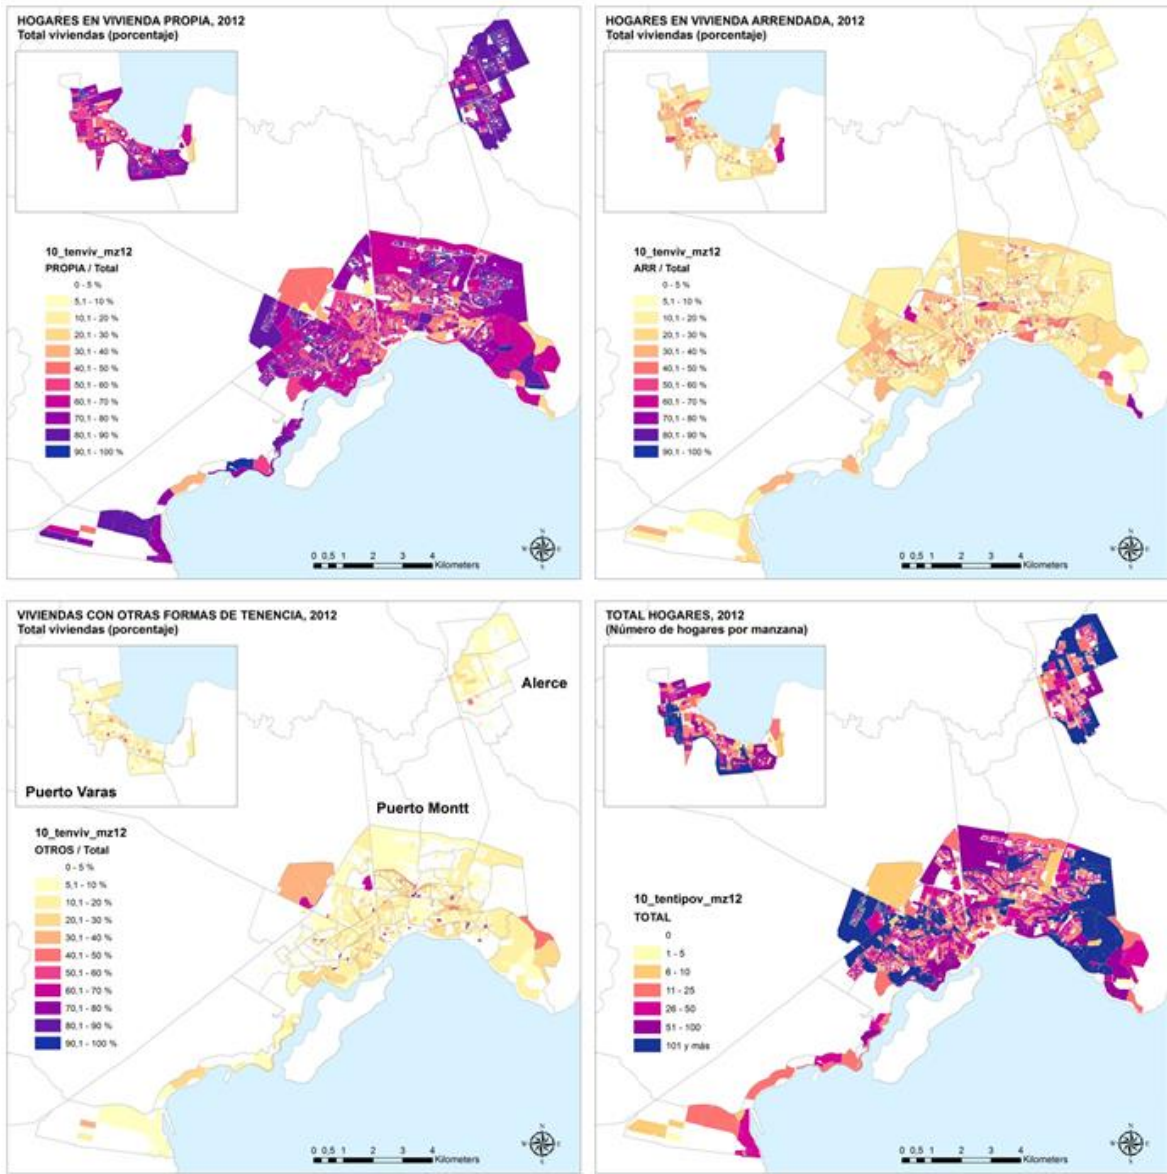 HOGARES EN VIVIENDA PROPIA, 2012
Total viviendas (porcentaje)
10_tenviv_mz12
PROPIA / Total
0 - 5 %
5,1 - 10 %
10,1 - 20 %
20,1 - 30 %
30,1 - 40 %
40,1 - 50 %
50,1 - 60 %
60,1 - 70 %
70,1 - 80 %
80,1 - 90 %
90,1 - 100 %
N
W E
S
0 0,5 1 2 3 4
Kilometers
HOGARES EN VIVIENDA ARRENDADA, 2012
Total viviendas (porcentaje)
10_tenviv_mz12
ARR / Total
0 - 5 %
5,1 - 10 %
10,1 - 20 %
20,1 - 30 %
30,1 - 40 %
40,1 - 50 %
50,1 - 60 %
60,1 - 70 %
70,1 - 80 %
80,1 - 90 %
90,1 - 100 %
N
W E
S
0 0,5 1 2 3 4
Kilometers
VIVIENDAS CON OTRAS FORMAS DE TENENCIA, 2012
Total viviendas (porcentaje)
Alerce
Puerto Varas
Puerto Montt
10_tenviv_mz12
OTROS / Total
0 - 5 %
5,1 - 10 %
10,1 - 20 %
20,1 - 30 %
30,1 - 40 %
40,1 - 50 %
50,1 - 60 %
60,1 - 70 %
70,1 - 80 %
80,1 - 90 %
90,1 - 100 %
N
W E
S
0 0,5 1 2 3 4
Kilometers
TOTAL HOGARES, 2012
(Número de hogares por manzana)
10_tentipov_mz12
TOTAL
0
1 - 5
6 - 10
11 - 25
26 - 50
51 - 100
101 y más
N
W E
S
0 0,5 1 2 3 4
Kilometers